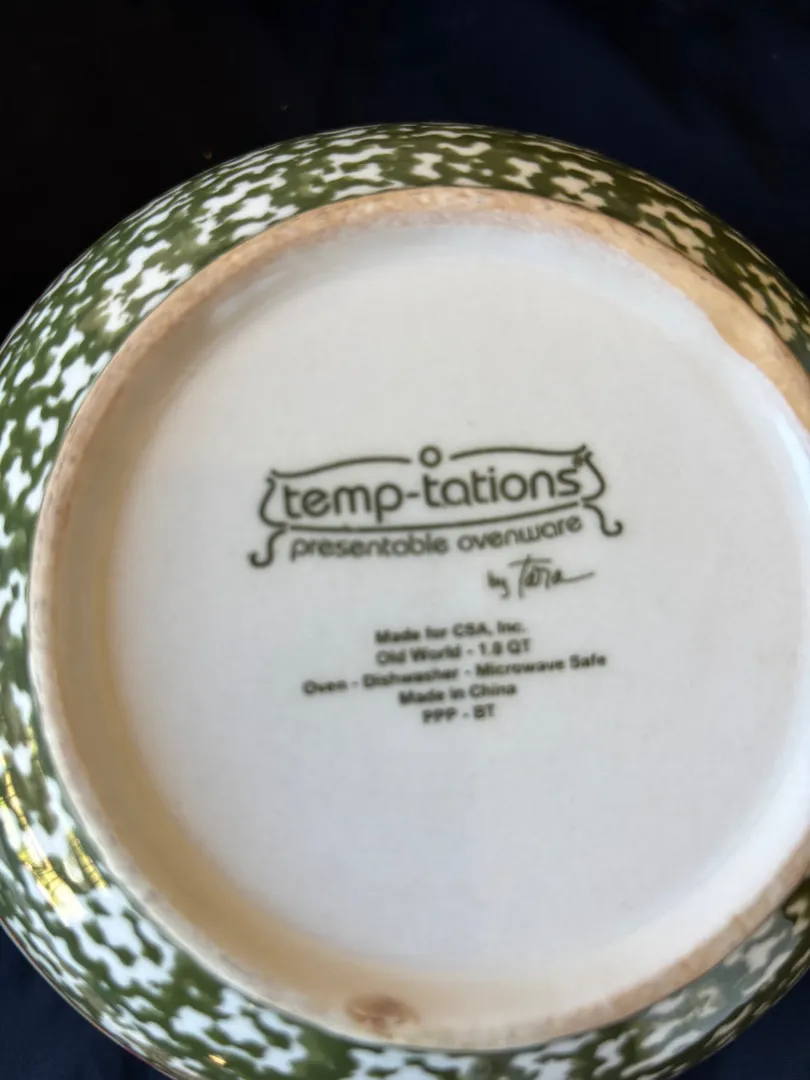 temp-tations®
presentable ovenware
by Tara
Made for CSA, Inc.
Old World - 1.8 QT
Oven - Dishwasher - Microwave Safe
Made in China
PPP - BT